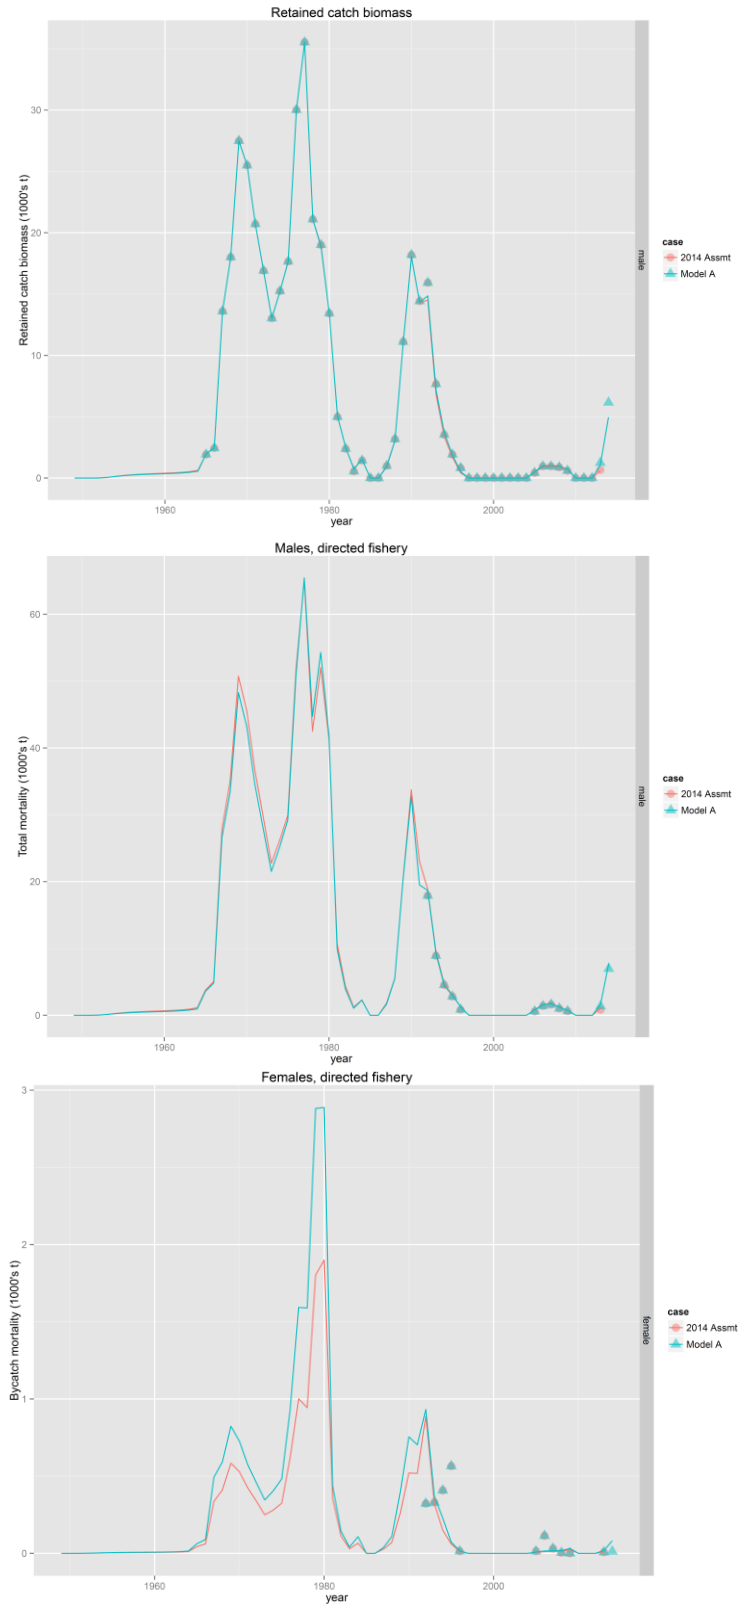 Retained catch biomass
Retained catch biomass (1000's t)
30
20
10
0
1960
1980
2000
year
male
case
2014 Assmt
Model A
Males, directed fishery
Total mortality (1000's t)
60
40
20
0
1960
1980
2000
year
male
case
2014 Assmt
Model A
Females, directed fishery
Bycatch mortality (1000's t)
3
2
1
0
1960
1980
2000
year
female
case
2014 Assmt
Model A